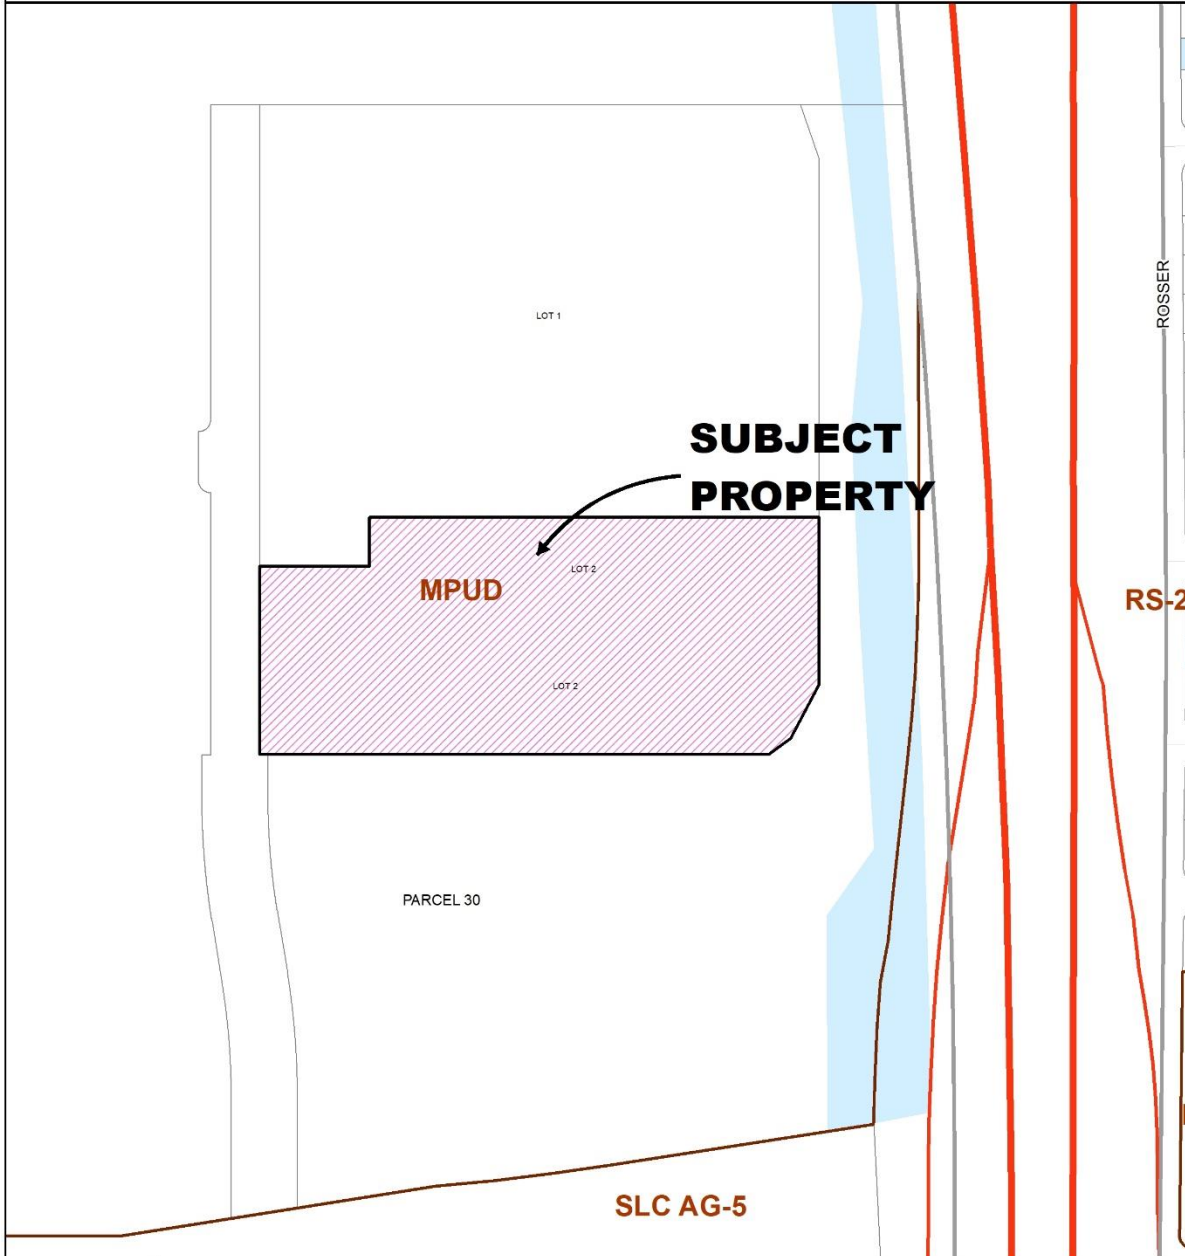 ROSSER
LOT 1
SUBJECT
PROPERTY
LOT 2
MPUD
RS-2
LOT 2
PARCEL 30
SLC AG-5